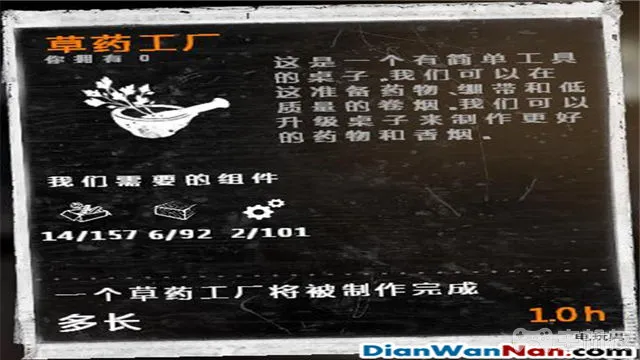 草药工厂
你拥有 0
这是一个有简单工具
的桌子.我们可以在
这准备药物.绷带和低
质量的卷烟.我们可以
升级桌子来制作更好
的药物和香烟.
我们需要的组件
14/157 6/92 2/101
一个草药工厂将被制作完成
多长
1.0 h
DianWanNan.com